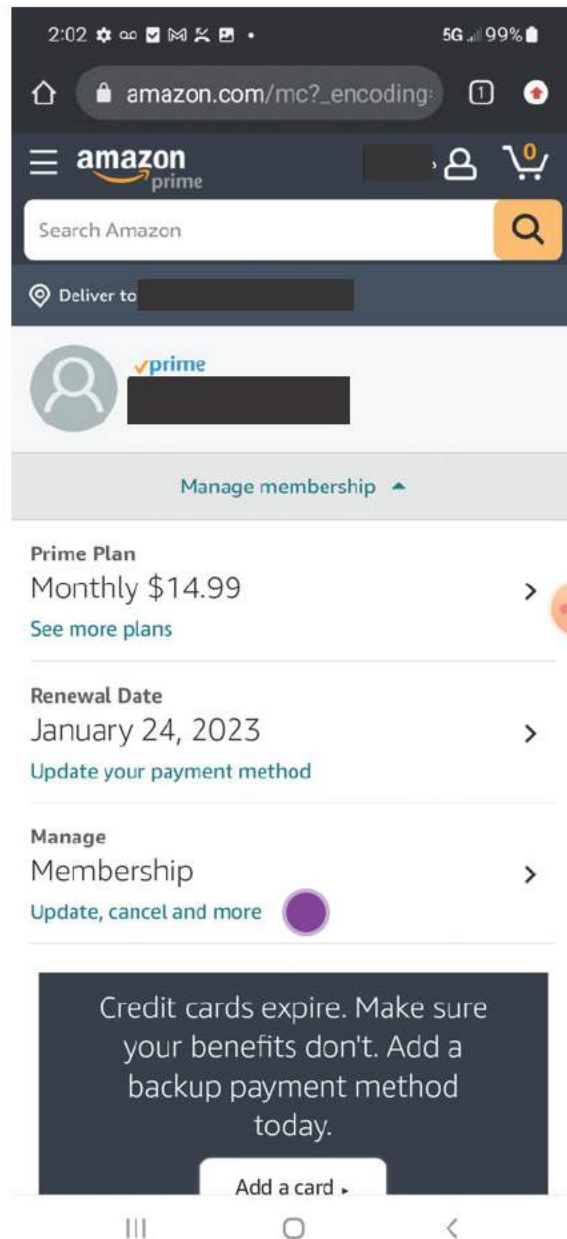 2:02 5G 99%
amazon.com/mc?_encoding 1
amazon 0
prime
Search Amazon
Deliver to
prime
Manage membership
Prime Plan
Monthly $14.99
See more plans
Renewal Date
January 24, 2023
Update your payment method
Manage
Membership
Update, cancel and more
Credit cards expire. Make sure
your benefits don't. Add a
backup payment method
today.
Add a card